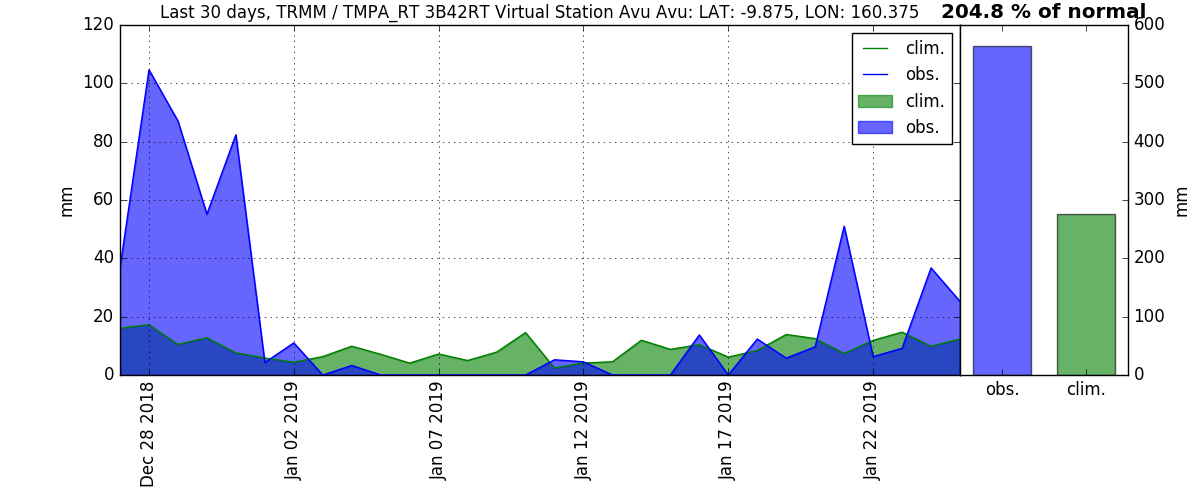 Last 30 days, TRMM / TMPA_RT 3B42RT Virtual Station Avu Avu: LAT: -9.875, LON: 160.375
204.8 % of normal
120
100
80
60
40
20
0
mm
clim.
obs.
clim.
obs.
600
500
400
300
200
100
0
mm
Dec 28 2018
Jan 02 2019
Jan 07 2019
Jan 12 2019
Jan 17 2019
Jan 22 2019
obs.
clim.